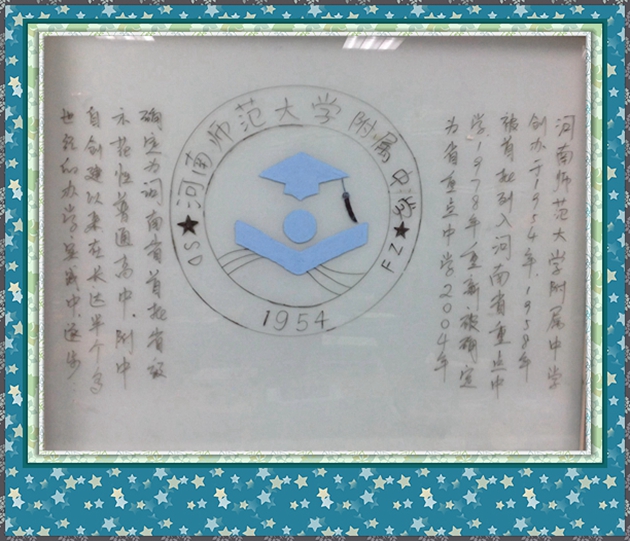 河南师范大学附属中学
创办于1954年,1958年
被首批列入河南省重点中
学,1978年重新被确定
为省重点中学2004年
河南师范大学附属中学
DS★
FZ★
1954
确定为河南省首批省级
示范性普通高中,附中
自创建以来在长达半个多
世纪的办学实践中,逐步